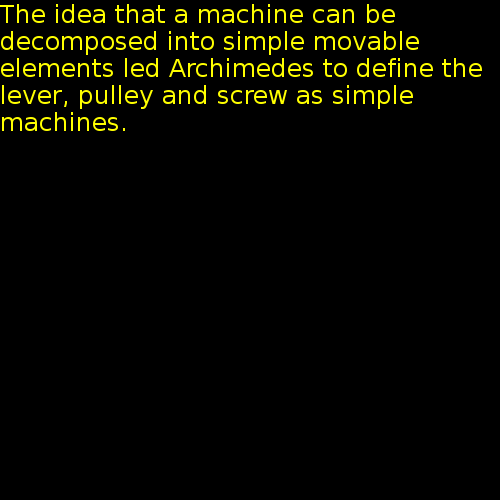 The idea that a machine can be
decomposed into simple movable
elements led Archimedes to define the
lever, pulley and screw as simple
machines.